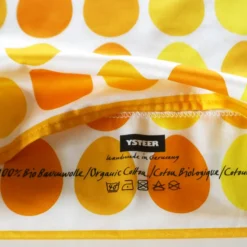 YSTEER
handmade in Germany
100% Bio Baumwolle/Organic Cotton/Coton Biologique/Coton